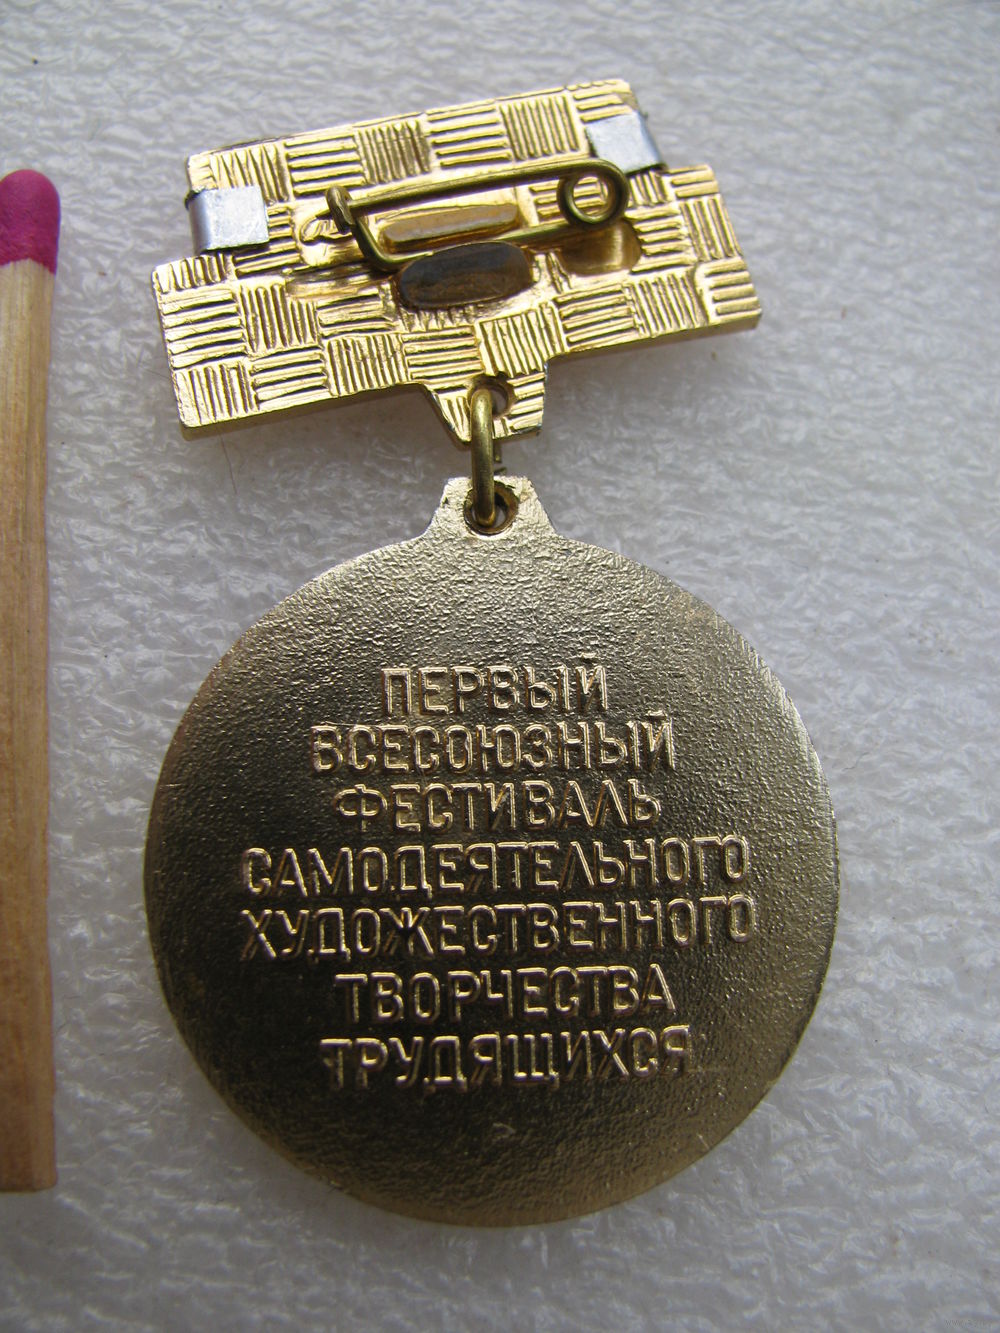 ПЕРВЫЙ
ВСЕСОЮЗНЫЙ
ФЕСТИВАЛЬ
САМОДЕЯТЕЛЬНОГО
ХУДОЖЕСТВЕННОГО
ТВОРЧЕСТВА
ТРУДЯЩИХСЯ